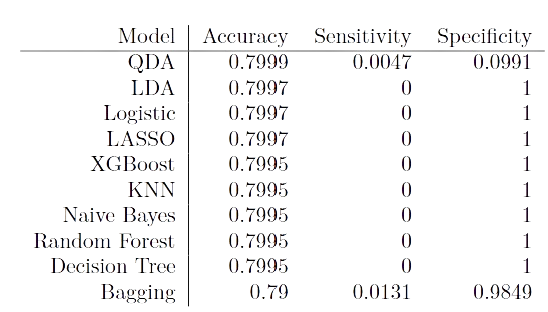 Model Accuracy Sensitivity Specificity
QDA 0.7999 0.0047 0.0991
LDA 0.7997 0 1
Logistic 0.7997 0 1
LASSO 0.7997 0 1
XGBoost 0.7995 0 1
KNN 0.7995 0 1
Naive Bayes 0.7995 0 1
Random Forest 0.7995 0 1
Decision Tree 0.7995 0 1
Bagging 0.79 0.0131 0.9849